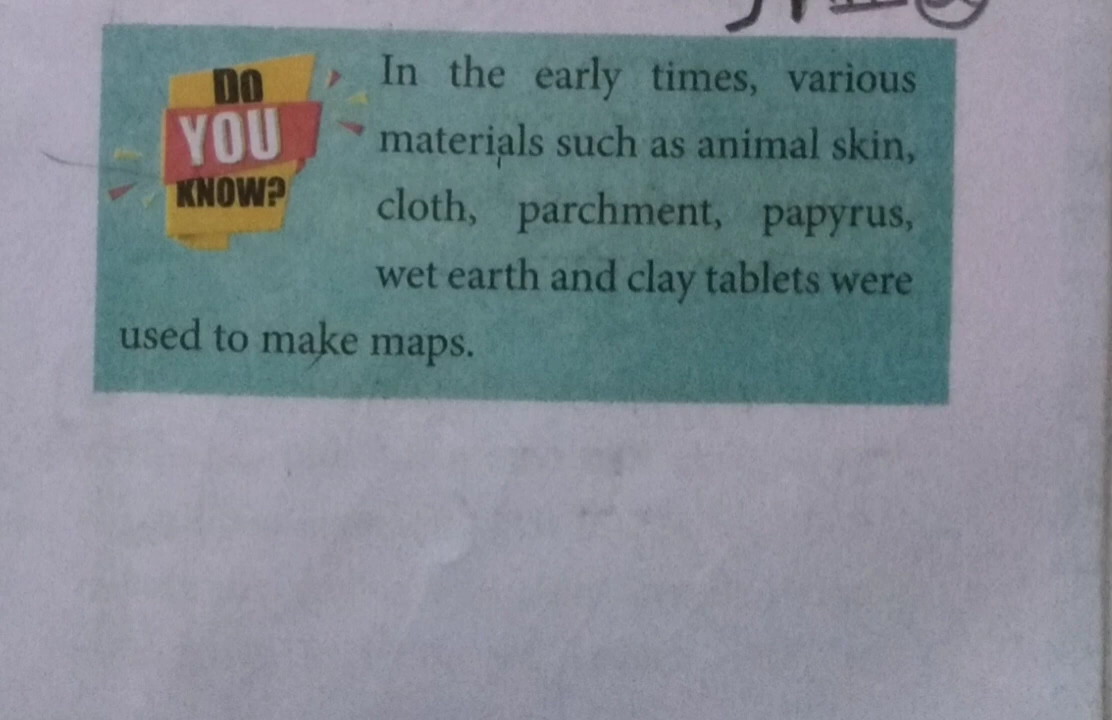 DO
YOU
KNOW?
In the early times, various
materials such as animal skin,
cloth, parchment, papyrus,
wet earth and clay tablets were
used to make maps.